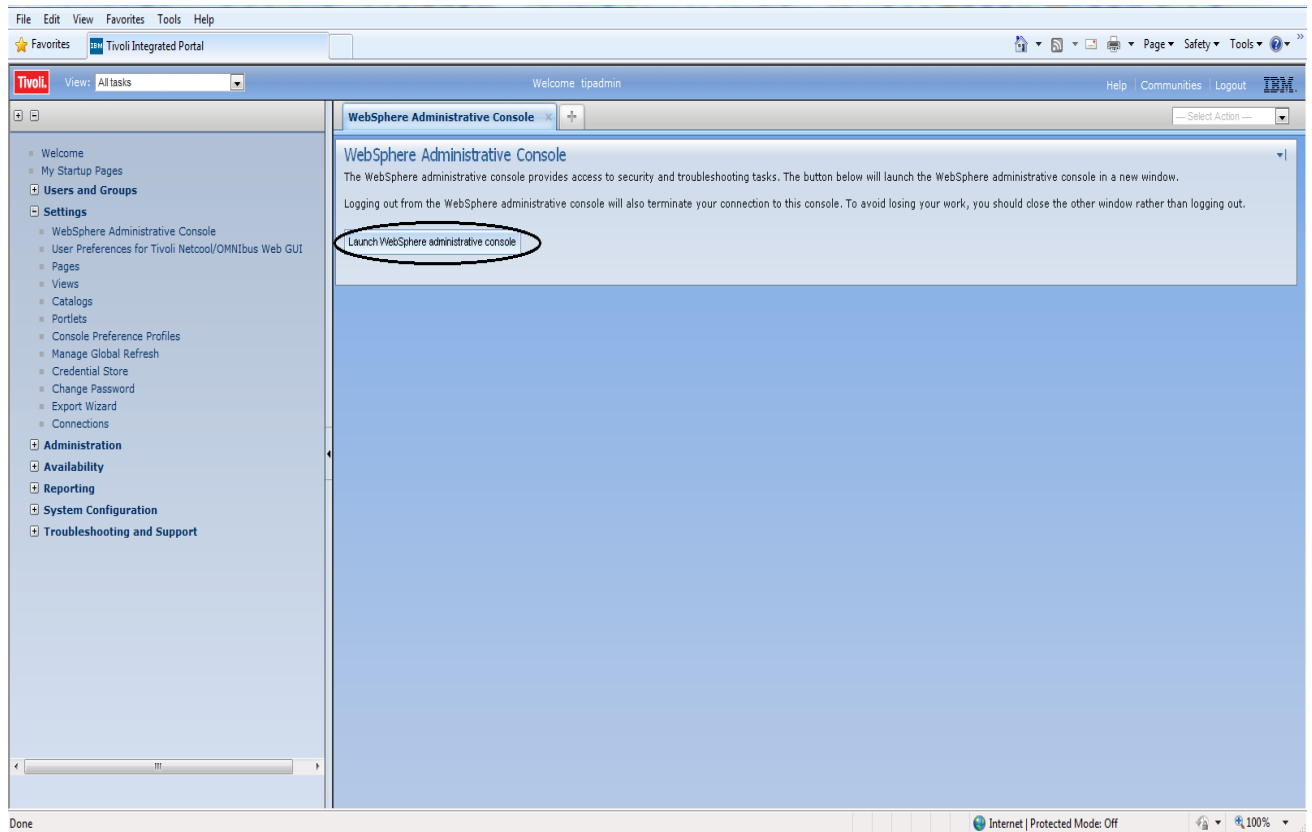 File Edit View Favorites Tools Help
Favorites IBM Tivoli Integrated Portal Page Safety Tools »
Tivoli. View: All tasks Welcome tipadmin Help Communities Logout IBM.
WebSphere Administrative Console × + — Select Action —
Welcome
My Startup Pages
Users and Groups
Settings
WebSphere Administrative Console
User Preferences for Tivoli Netcool/OMNIbus Web GUI
Pages
Views
Catalogs
Portlets
Console Preference Profiles
Manage Global Refresh
Credential Store
Change Password
Export Wizard
Connections
Administration
Availability
Reporting
System Configuration
Troubleshooting and Support
WebSphere Administrative Console
The WebSphere administrative console provides access to security and troubleshooting tasks. The button below will launch the WebSphere administrative console in a new window.
Logging out from the WebSphere administrative console will also terminate your connection to this console. To avoid losing your work, you should close the other window rather than logging out.
Launch WebSphere administrative console
Done Internet | Protected Mode: Off 100%